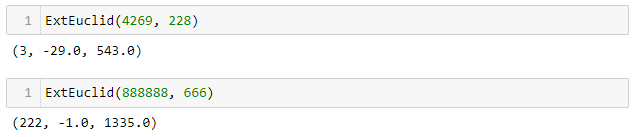 1 ExtEuclid(4269, 228)
(3, -29.0, 543.0)
1 ExtEuclid(888888, 666)
(222, -1.0, 1335.0)